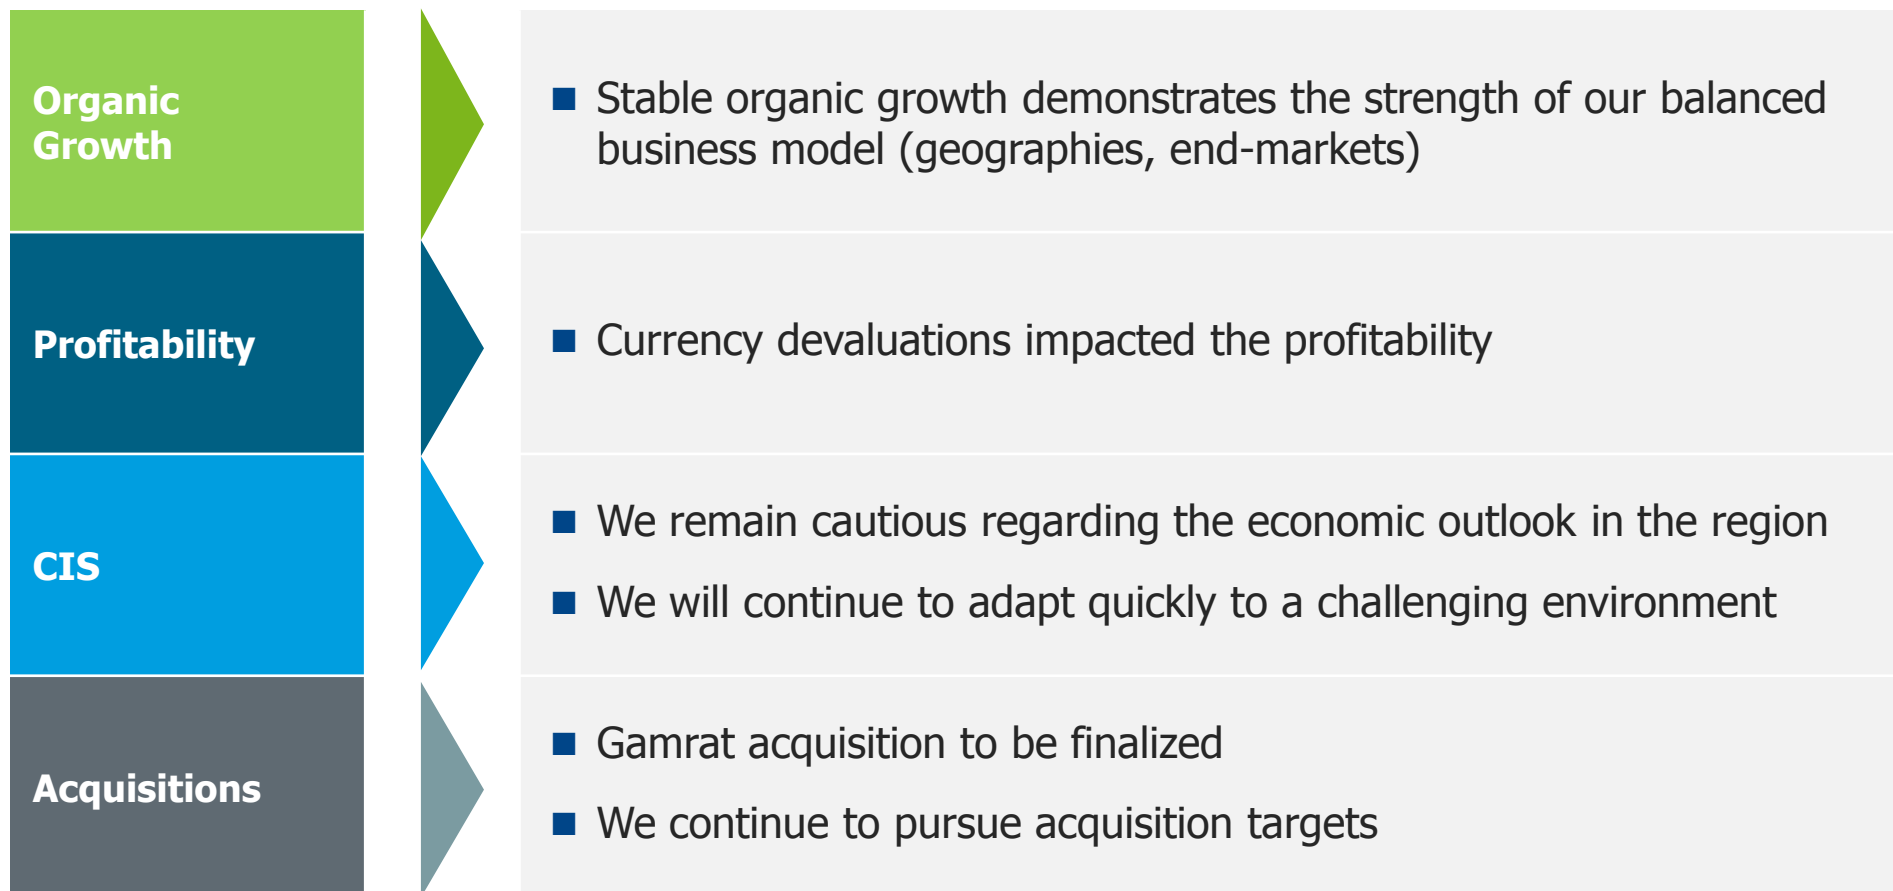 Organic
Growth
■ Stable organic growth demonstrates the strength of our balanced
business model (geographies, end-markets)
Profitability
■ Currency devaluations impacted the profitability
CIS
■ We remain cautious regarding the economic outlook in the region
■ We will continue to adapt quickly to a challenging environment
Acquisitions
■ Gamrat acquisition to be finalized
■ We continue to pursue acquisition targets